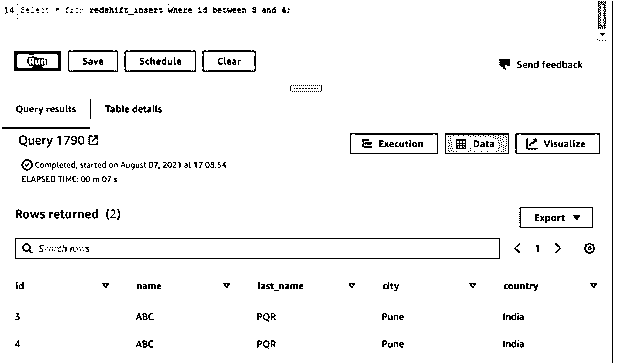 14 Select * from redshift_insert where id between 3 and 4;
Run Save Schedule Clear Send feedback
Query results Table details
Query 1790 Execution Data Visualize
Completed, started on August 07, 2021 at 17:08:54
ELAPSED TIME: 00 m 07 s
Rows returned (2) Export
Search rows 1
id name last_name city country
3 ABC PQR Pune India
4 ABC PQR Pune India